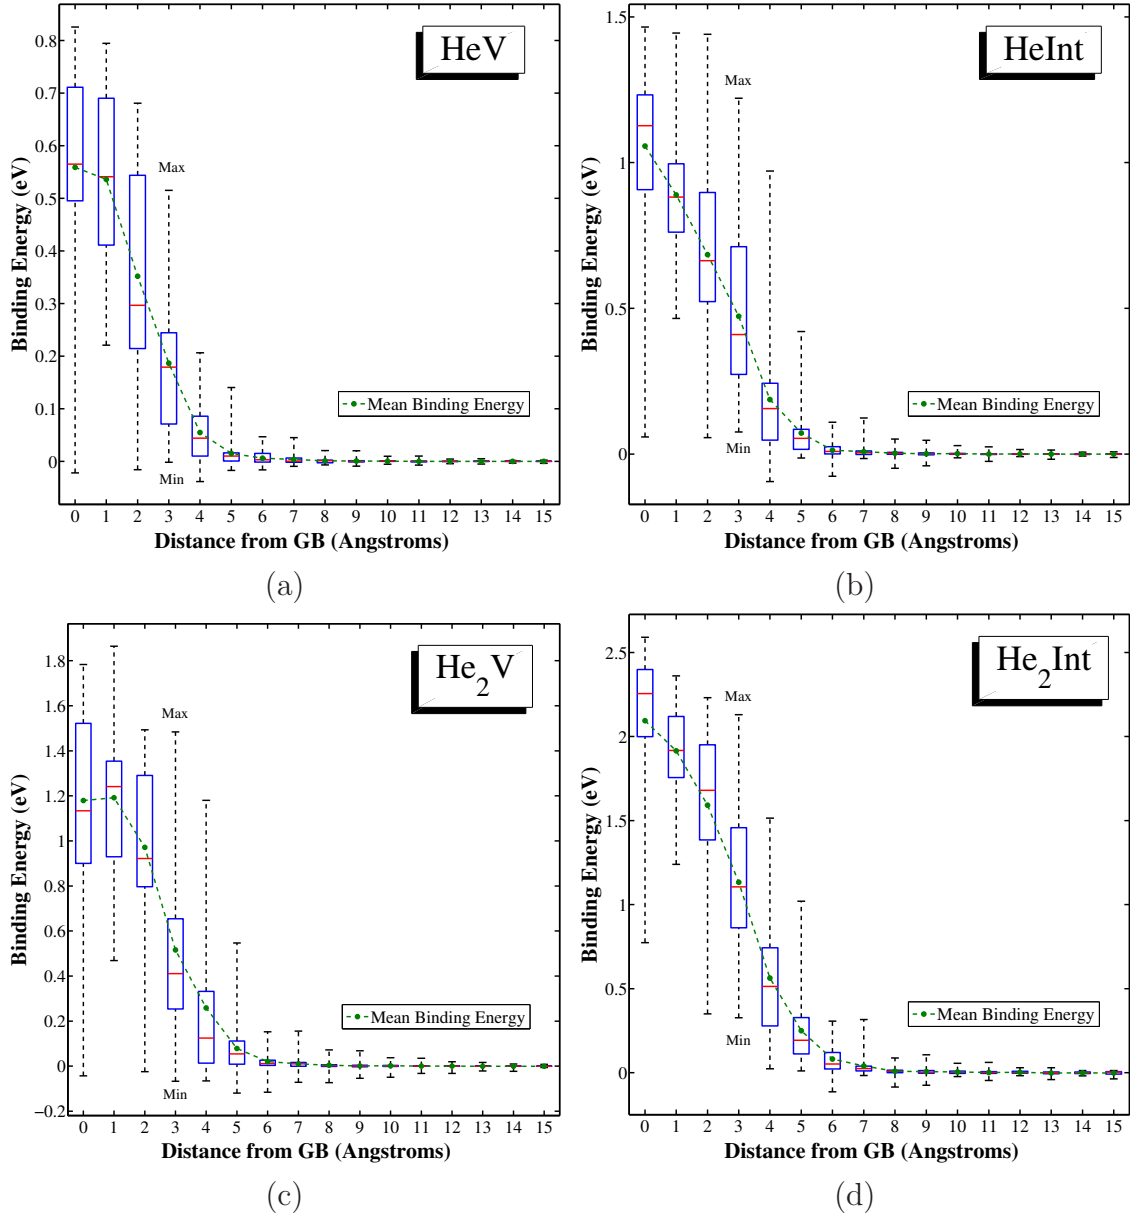 HeV
0.8
0.7
0.6
0.5
0.4
0.3
0.2
0.1
0
Max
Min
Mean Binding Energy
Binding Energy (eV)
0 1 2 3 4 5 6 7 8 9 10 11 12 13 14 15
Distance from GB (Angstroms)
(a)
HeInt
1.5
1
0.5
0
Max
Min
Mean Binding Energy
Binding Energy (eV)
0 1 2 3 4 5 6 7 8 9 10 11 12 13 14 15
Distance from GB (Angstroms)
(b)
He2V
1.8
1.6
1.4
1.2
1
0.8
0.6
0.4
0.2
0
−0.2
Max
Min
Mean Binding Energy
Binding Energy (eV)
0 1 2 3 4 5 6 7 8 9 10 11 12 13 14 15
Distance from GB (Angstroms)
(c)
He2Int
2.5
2
1.5
1
0.5
0
Max
Min
Mean Binding Energy
Binding Energy (eV)
0 1 2 3 4 5 6 7 8 9 10 11 12 13 14 15
Distance from GB (Angstroms)
(d)